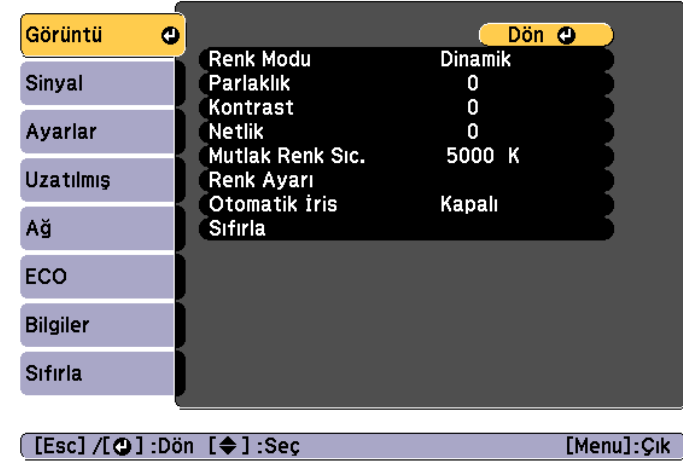 Görüntü
Sinyal
Ayarlar
Uzatılmış
Ağ
ECO
Bilgiler
Sıfırla
Dön
Renk Modu Dinamik
Parlaklık 0
Kontrast 0
Netlik 0
Mutlak Renk Sıc. 5000 K
Renk Ayarı
Otomatik İris Kapalı
Sıfırla
[Esc] /[ ] :Dön [ ] :Seç [Menu]:Çık